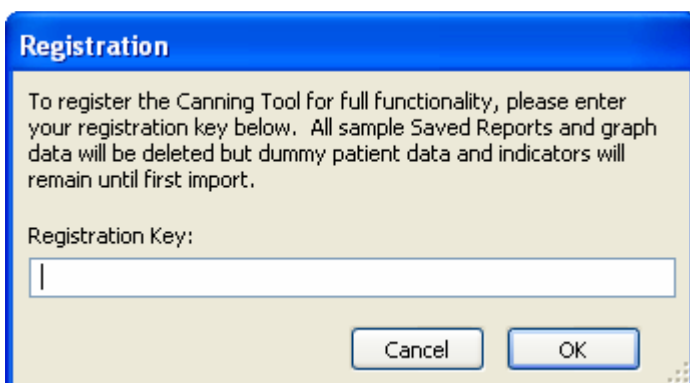 Registration
To register the Canning Tool for full functionality, please enter
your registration key below.  All sample Saved Reports and graph
data will be deleted but dummy patient data and indicators will
remain until first import.
Registration Key:
Cancel
OK